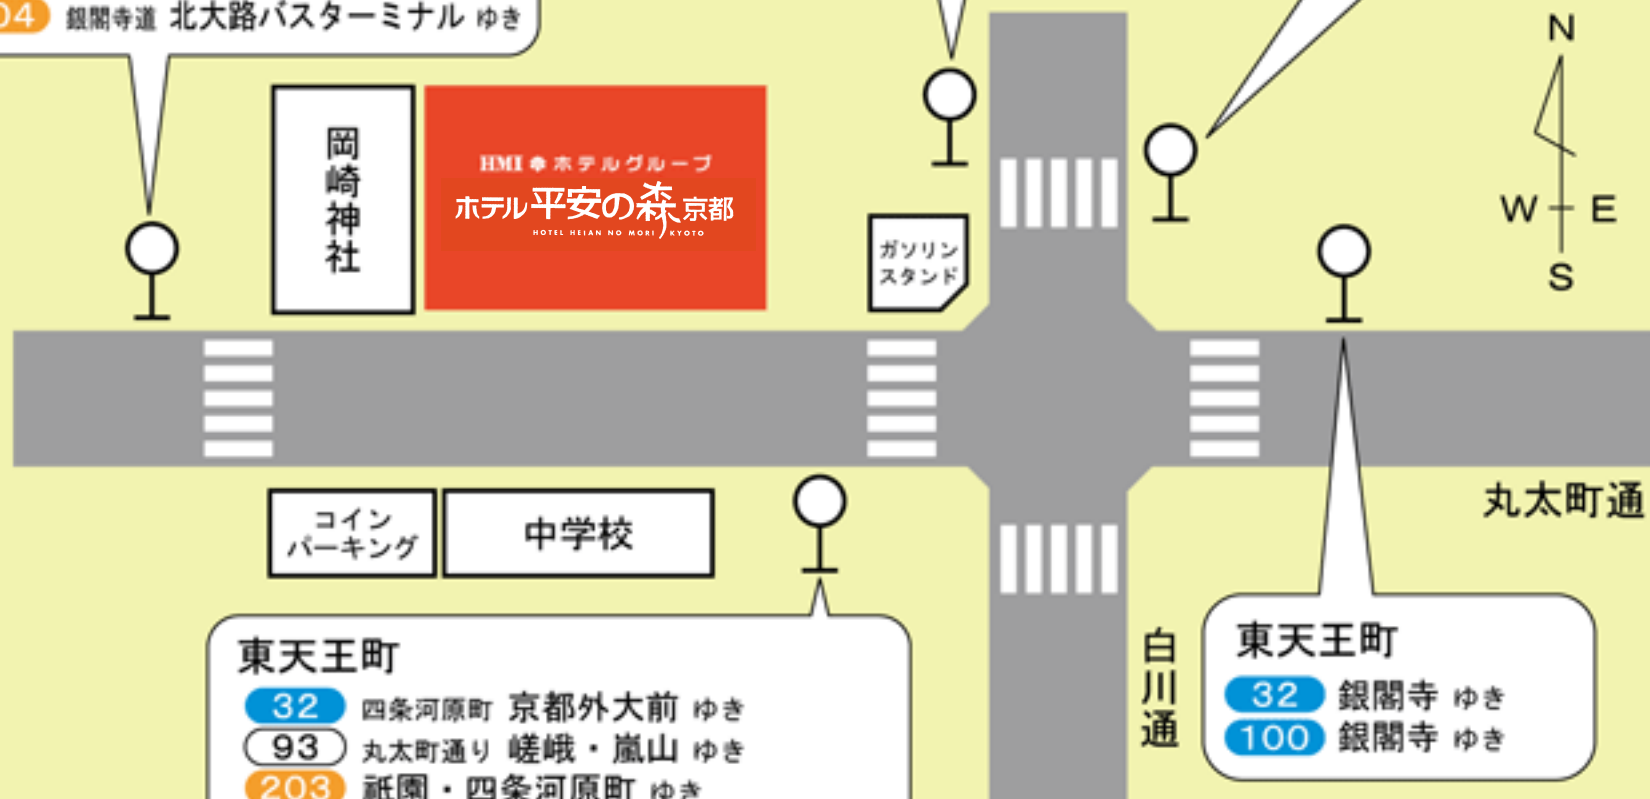 04 銀閣寺道 北大路バスターミナル ゆき
N
W E
S
岡崎神社
HMI ホテルグループ
ホテル平安の森京都
HOTEL HEIAN NO MORI KYOTO
ガソリン
スタンド
丸太町通
コイン
パーキング
中学校
白川通
東天王町
32 四条河原町 京都外大前 ゆき
93 丸太町通り 嵯峨・嵐山 ゆき
203 祇園・四条河原町 ゆき
東天王町
32 銀閣寺 ゆき
100 銀閣寺 ゆき